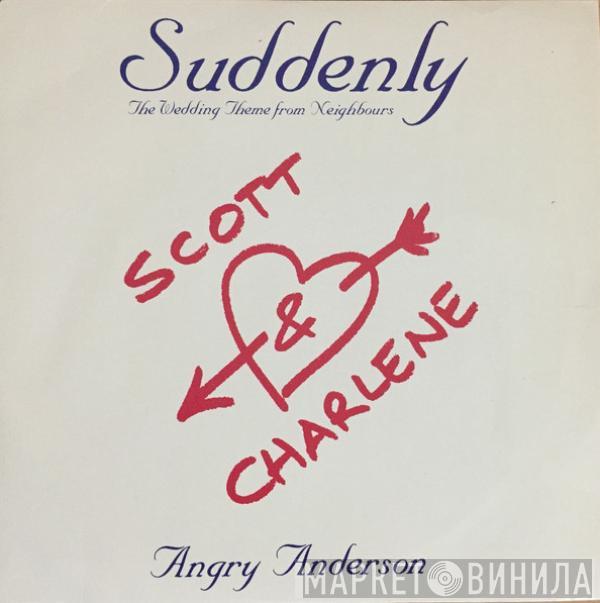 Suddenly
The Wedding Theme from Neighbours
SCOTT
&
CHARLENE
Angry Anderson
МАРКЕТ ВИНИЛА